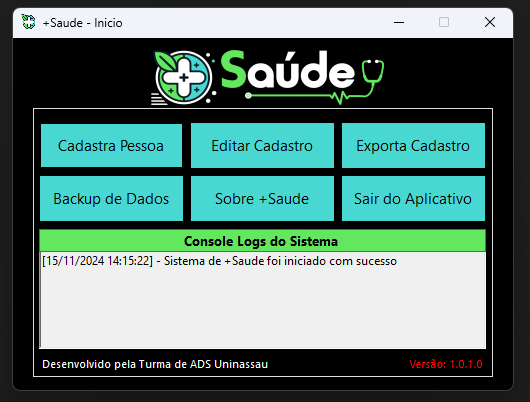 +Saude - Inicio
Saúde
Cadastra Pessoa
Editar Cadastro
Exporta Cadastro
Backup de Dados
Sobre +Saude
Sair do Aplicativo
Console Logs do Sistema
[15/11/2024 14:15:22] - Sistema de +Saude foi iniciado com sucesso
Desenvolvido pela Turma de ADS Uninassau
Versão: 1.0.1.0